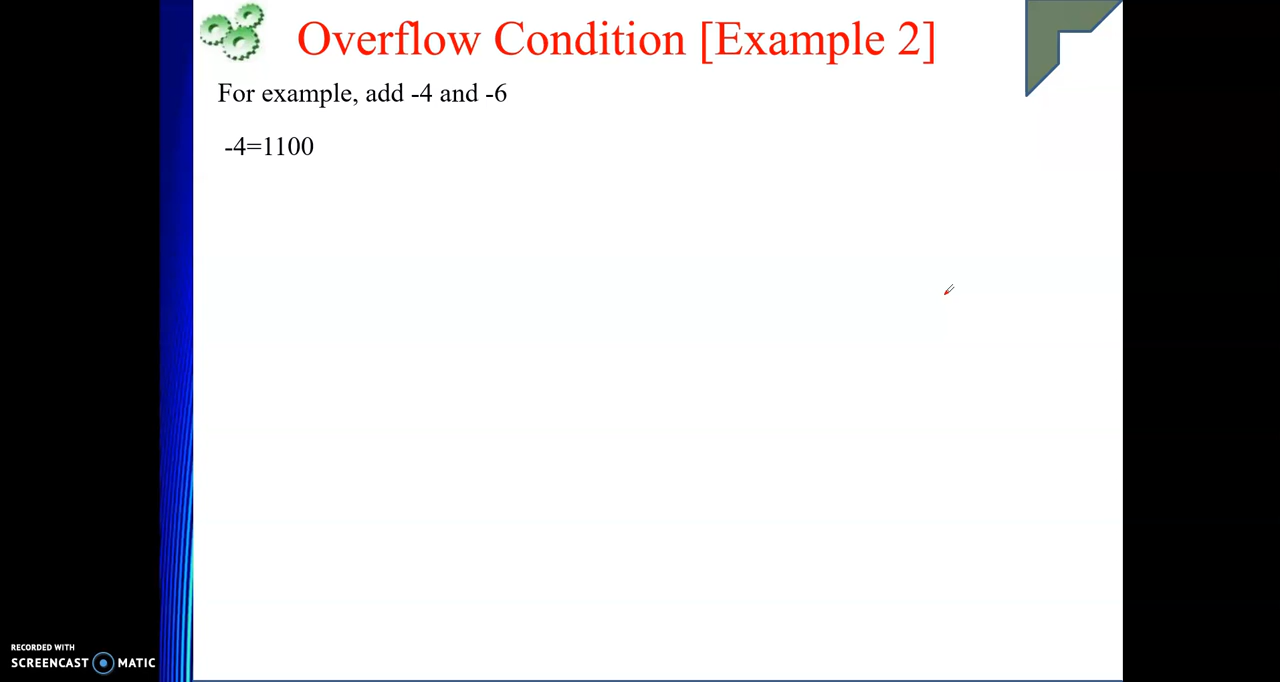 Overflow Condition [Example 2]
For example, add -4 and -6
-4=1100
RECORDED WITH
SCREENCAST MATIC